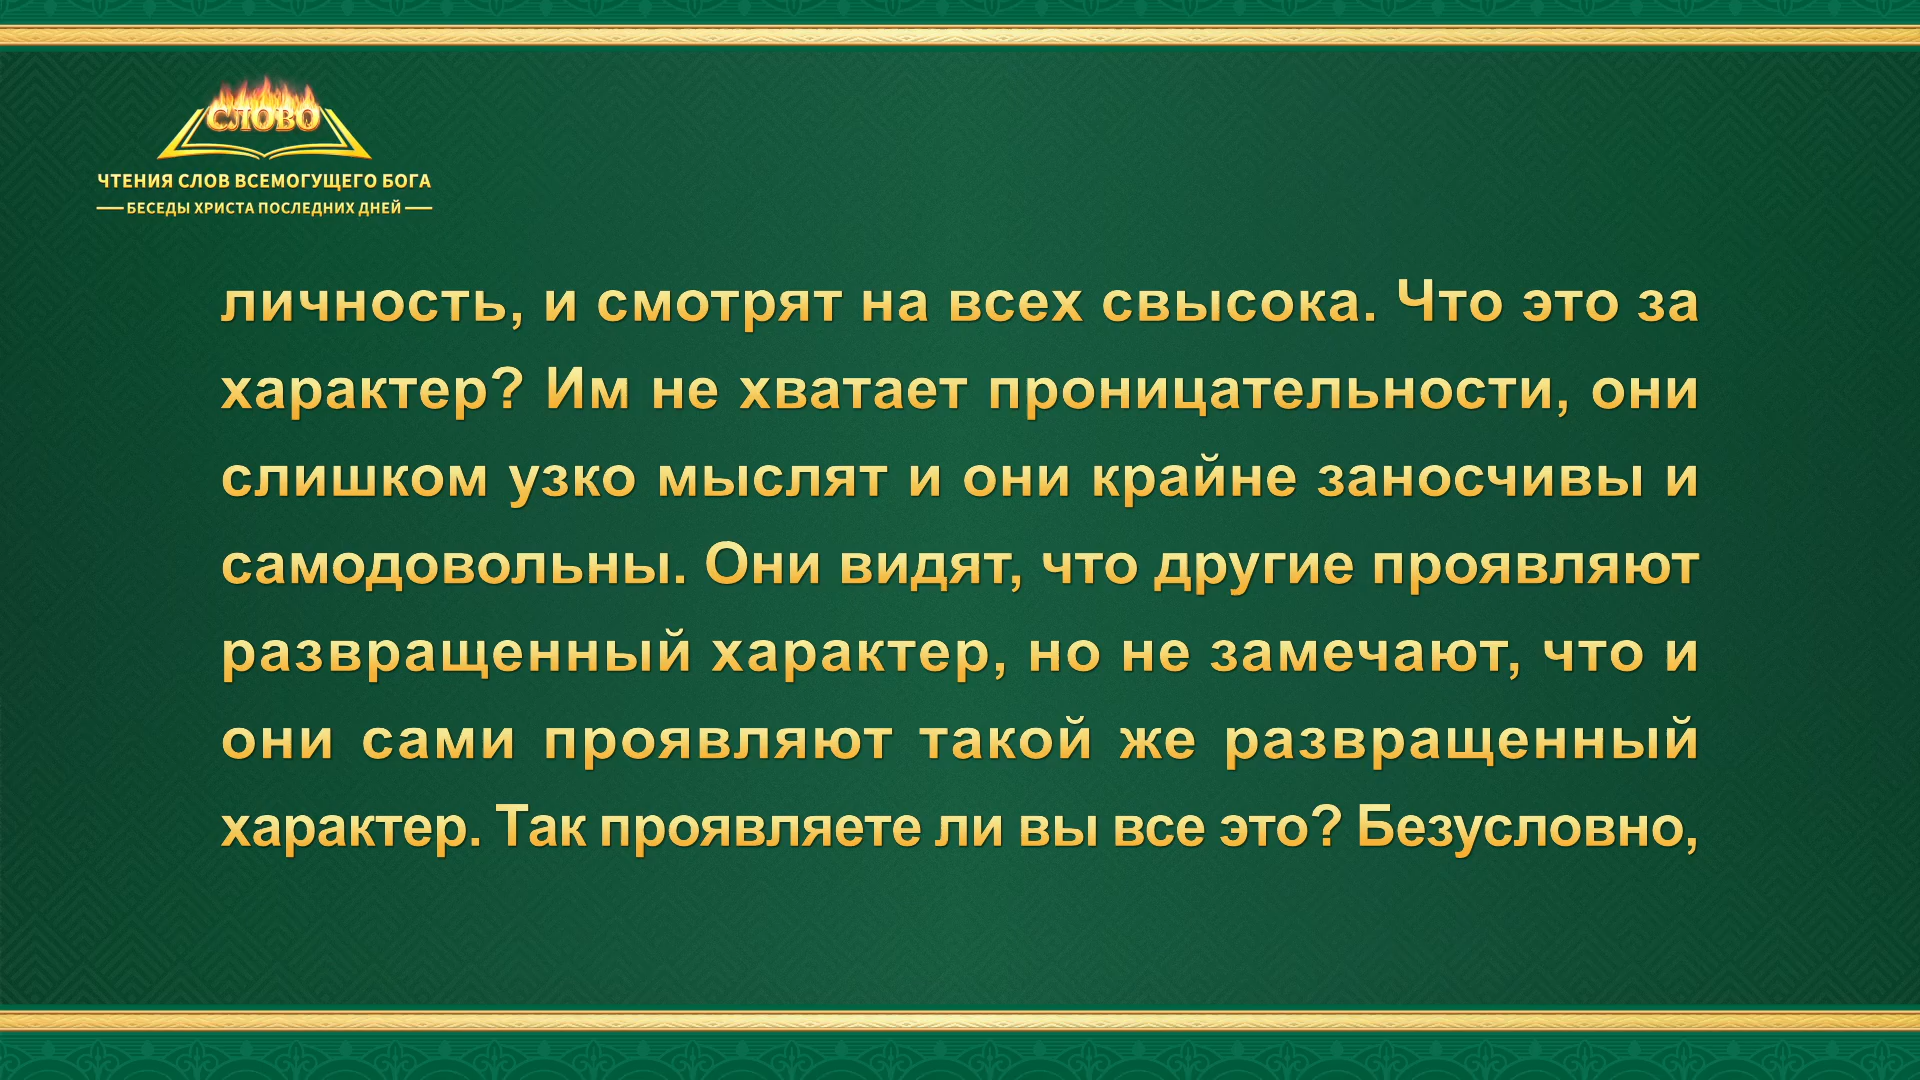 СЛОВО
ЧТЕНИЯ СЛОВ ВСЕМОГУЩЕГО БОГА
БЕСЕДЫ ХРИСТА ПОСЛЕДНИХ ДНЕЙ
личность, и смотрят на всех свысока. Что это за
характер? Им не хватает проницательности, они
слишком узко мыслят и они крайне заносчивы и
самодовольны. Они видят, что другие проявляют
развращенный характер, но не замечают, что и
они сами проявляют такой же развращенный
характер. Так проявляете ли вы все это? Безусловно,